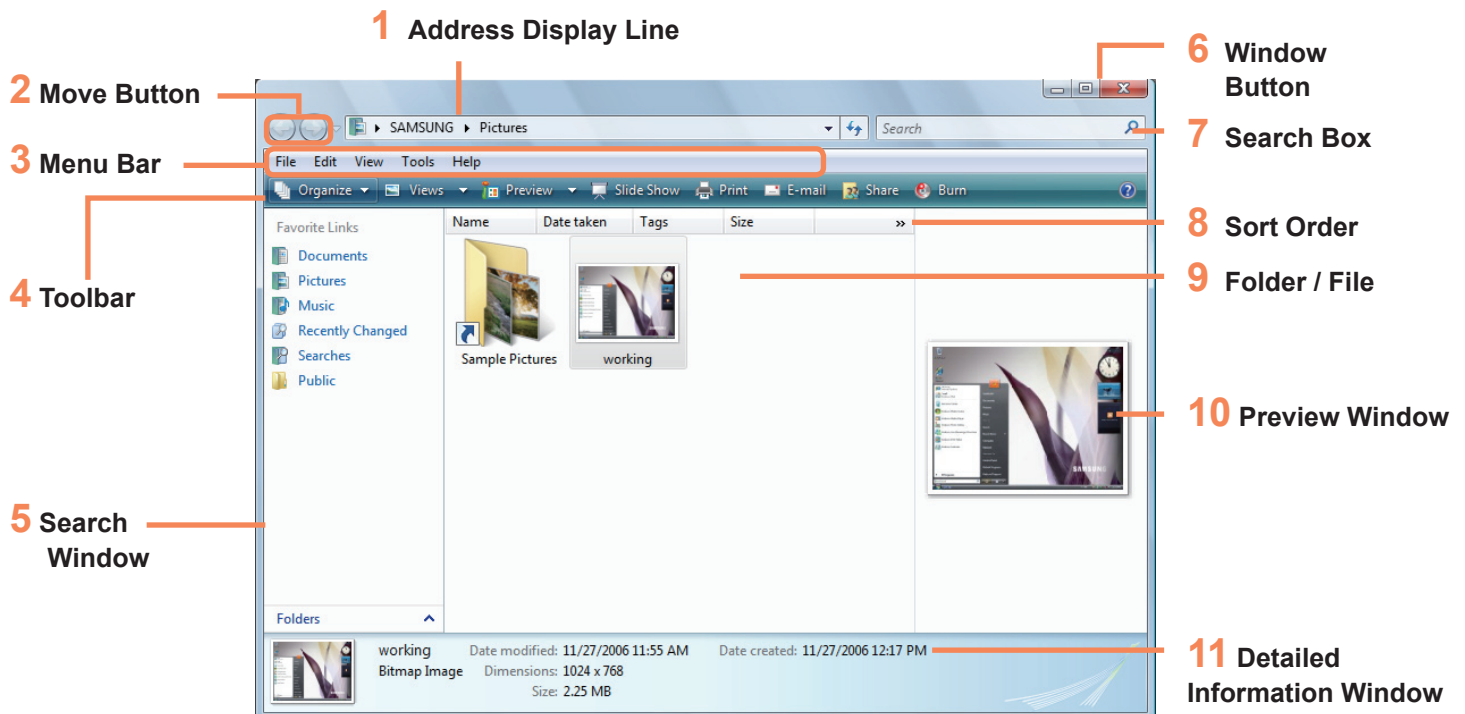 1 Address Display Line
2 Move Button
3 Menu Bar
4 Toolbar
5 Search
Window
6 Window
Button
7 Search Box
8 Sort Order
9 Folder / File
10 Preview Window
11 Detailed
Information Window
SAMSUNG Pictures
Search
File Edit View Tools Help
Organize Views Preview Slide Show Print E-mail Share Burn
Favorite Links
Documents
Pictures
Music
Recently Changed
Searches
Public
Folders
Name Date taken Tags Size »
Sample Pictures working
SAMSUNG
working Date modified: 11/27/2006 11:55 AM Date created: 11/27/2006 12:17 PM
Bitmap Image Dimensions: 1024 x 768
Size: 2.25 MB